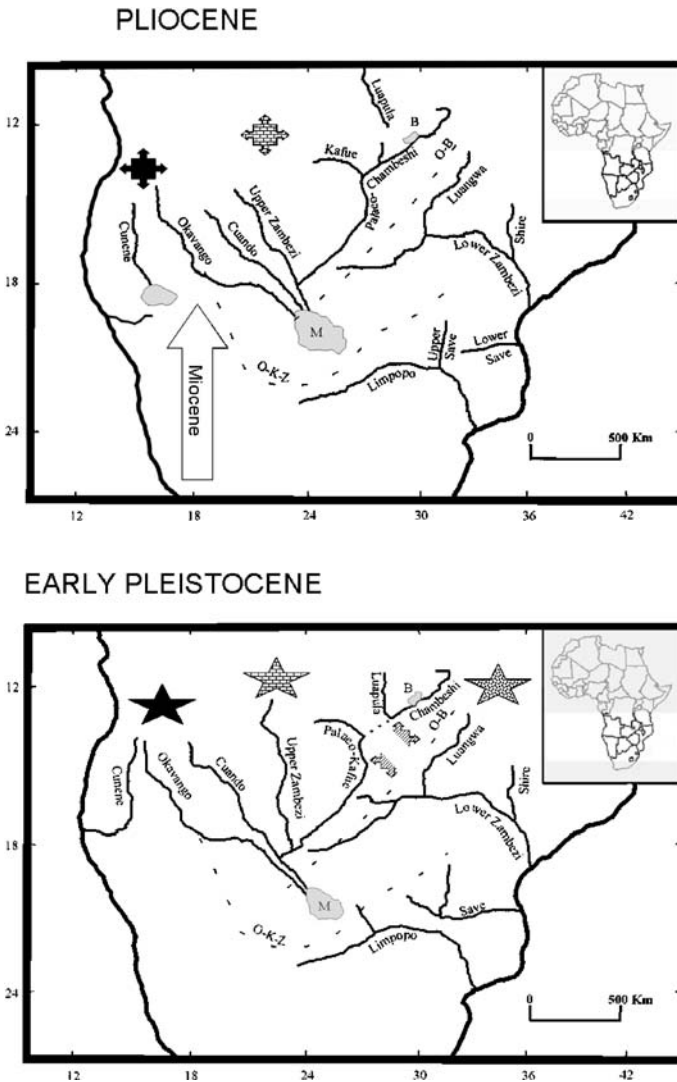 PLIOCENE
12
18
24
Luapula
B
Kafue
Chambeshi
Palaeo-
O-B
Luangwa
Upper Zambezi
Cuando
Okavango
Cunene
Shire
Lower Zambezi
M
Miocene
O-K-Z
Upper Save
Lower Save
Limpopo
0 500 Km
12 18 24 30 36 42
EARLY PLEISTOCENE
12
18
24
Luapula
B
Chambeshi
O-B
Palaeo-Kafue
Luangwa
Upper Zambezi
Cuando
Okavango
Cunene
Shire
Lower Zambezi
M
O-K-Z
Save
Limpopo
0 500 Km
12 18 24 30 36 42